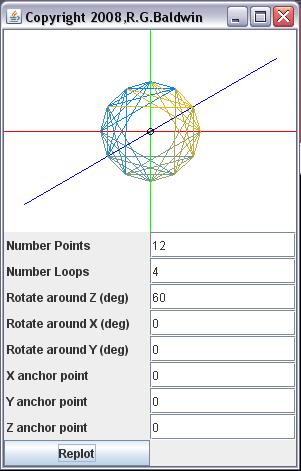 Copyright 2008,R.G.Baldwin
Number Points 12
Number Loops 4
Rotate around Z (deg) 60
Rotate around X (deg) 0
Rotate around Y (deg) 0
X anchor point 0
Y anchor point 0
Z anchor point 0
Replot